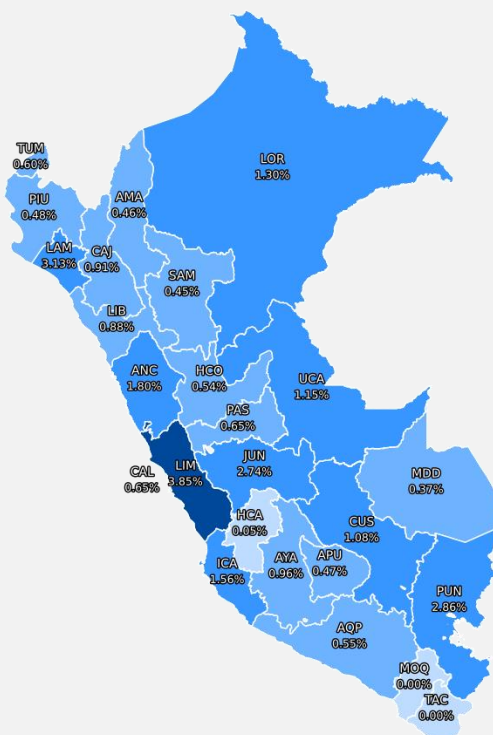 TUM
0.60%
LOR
1.30%
PIU
0.48%
AMA
0.46%
LAM
3.13%
CAJ
0.91%
SAM
0.45%
LIB
0.88%
ANC
1.80%
HCO
0.54%
UCA
1.15%
PAS
0.65%
JUN
2.74%
CAL
0.65%
LIM
3.85%
MDD
0.37%
HCA
0.05%
CUS
1.08%
ICA
1.56%
AYA
0.96%
APU
0.47%
PUN
2.86%
AQP
0.55%
MOQ
0.00%
TAC
0.00%